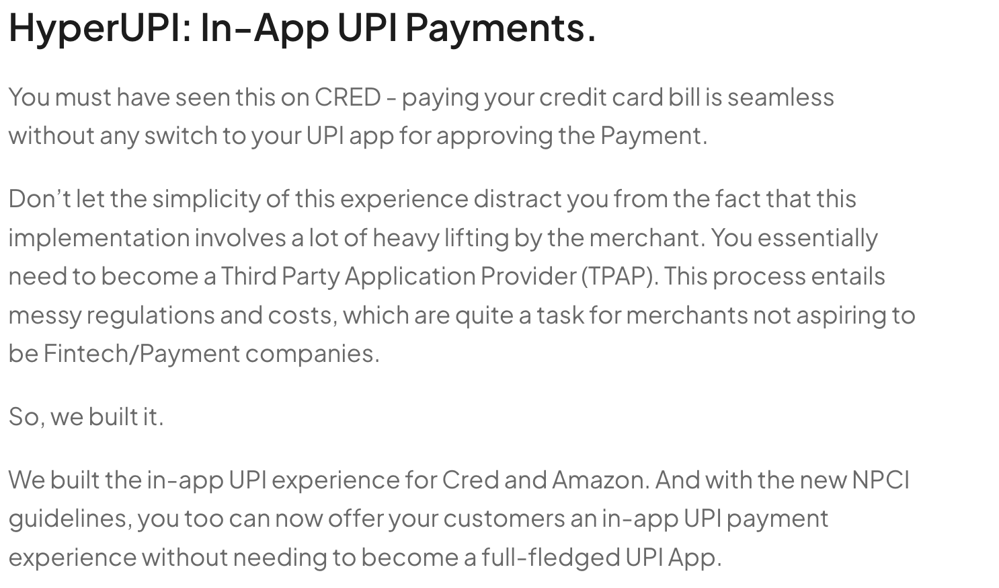 HyperUPI: In-App UPI Payments.
You must have seen this on CRED - paying your credit card bill is seamless
without any switch to your UPI app for approving the Payment.
Don’t let the simplicity of this experience distract you from the fact that this
implementation involves a lot of heavy lifting by the merchant. You essentially
need to become a Third Party Application Provider (TPAP). This process entails
messy regulations and costs, which are quite a task for merchants not aspiring to
be Fintech/Payment companies.
So, we built it.
We built the in-app UPI experience for Cred and Amazon. And with the new NPCI
guidelines, you too can now offer your customers an in-app UPI payment
experience without needing to become a full-fledged UPI App.